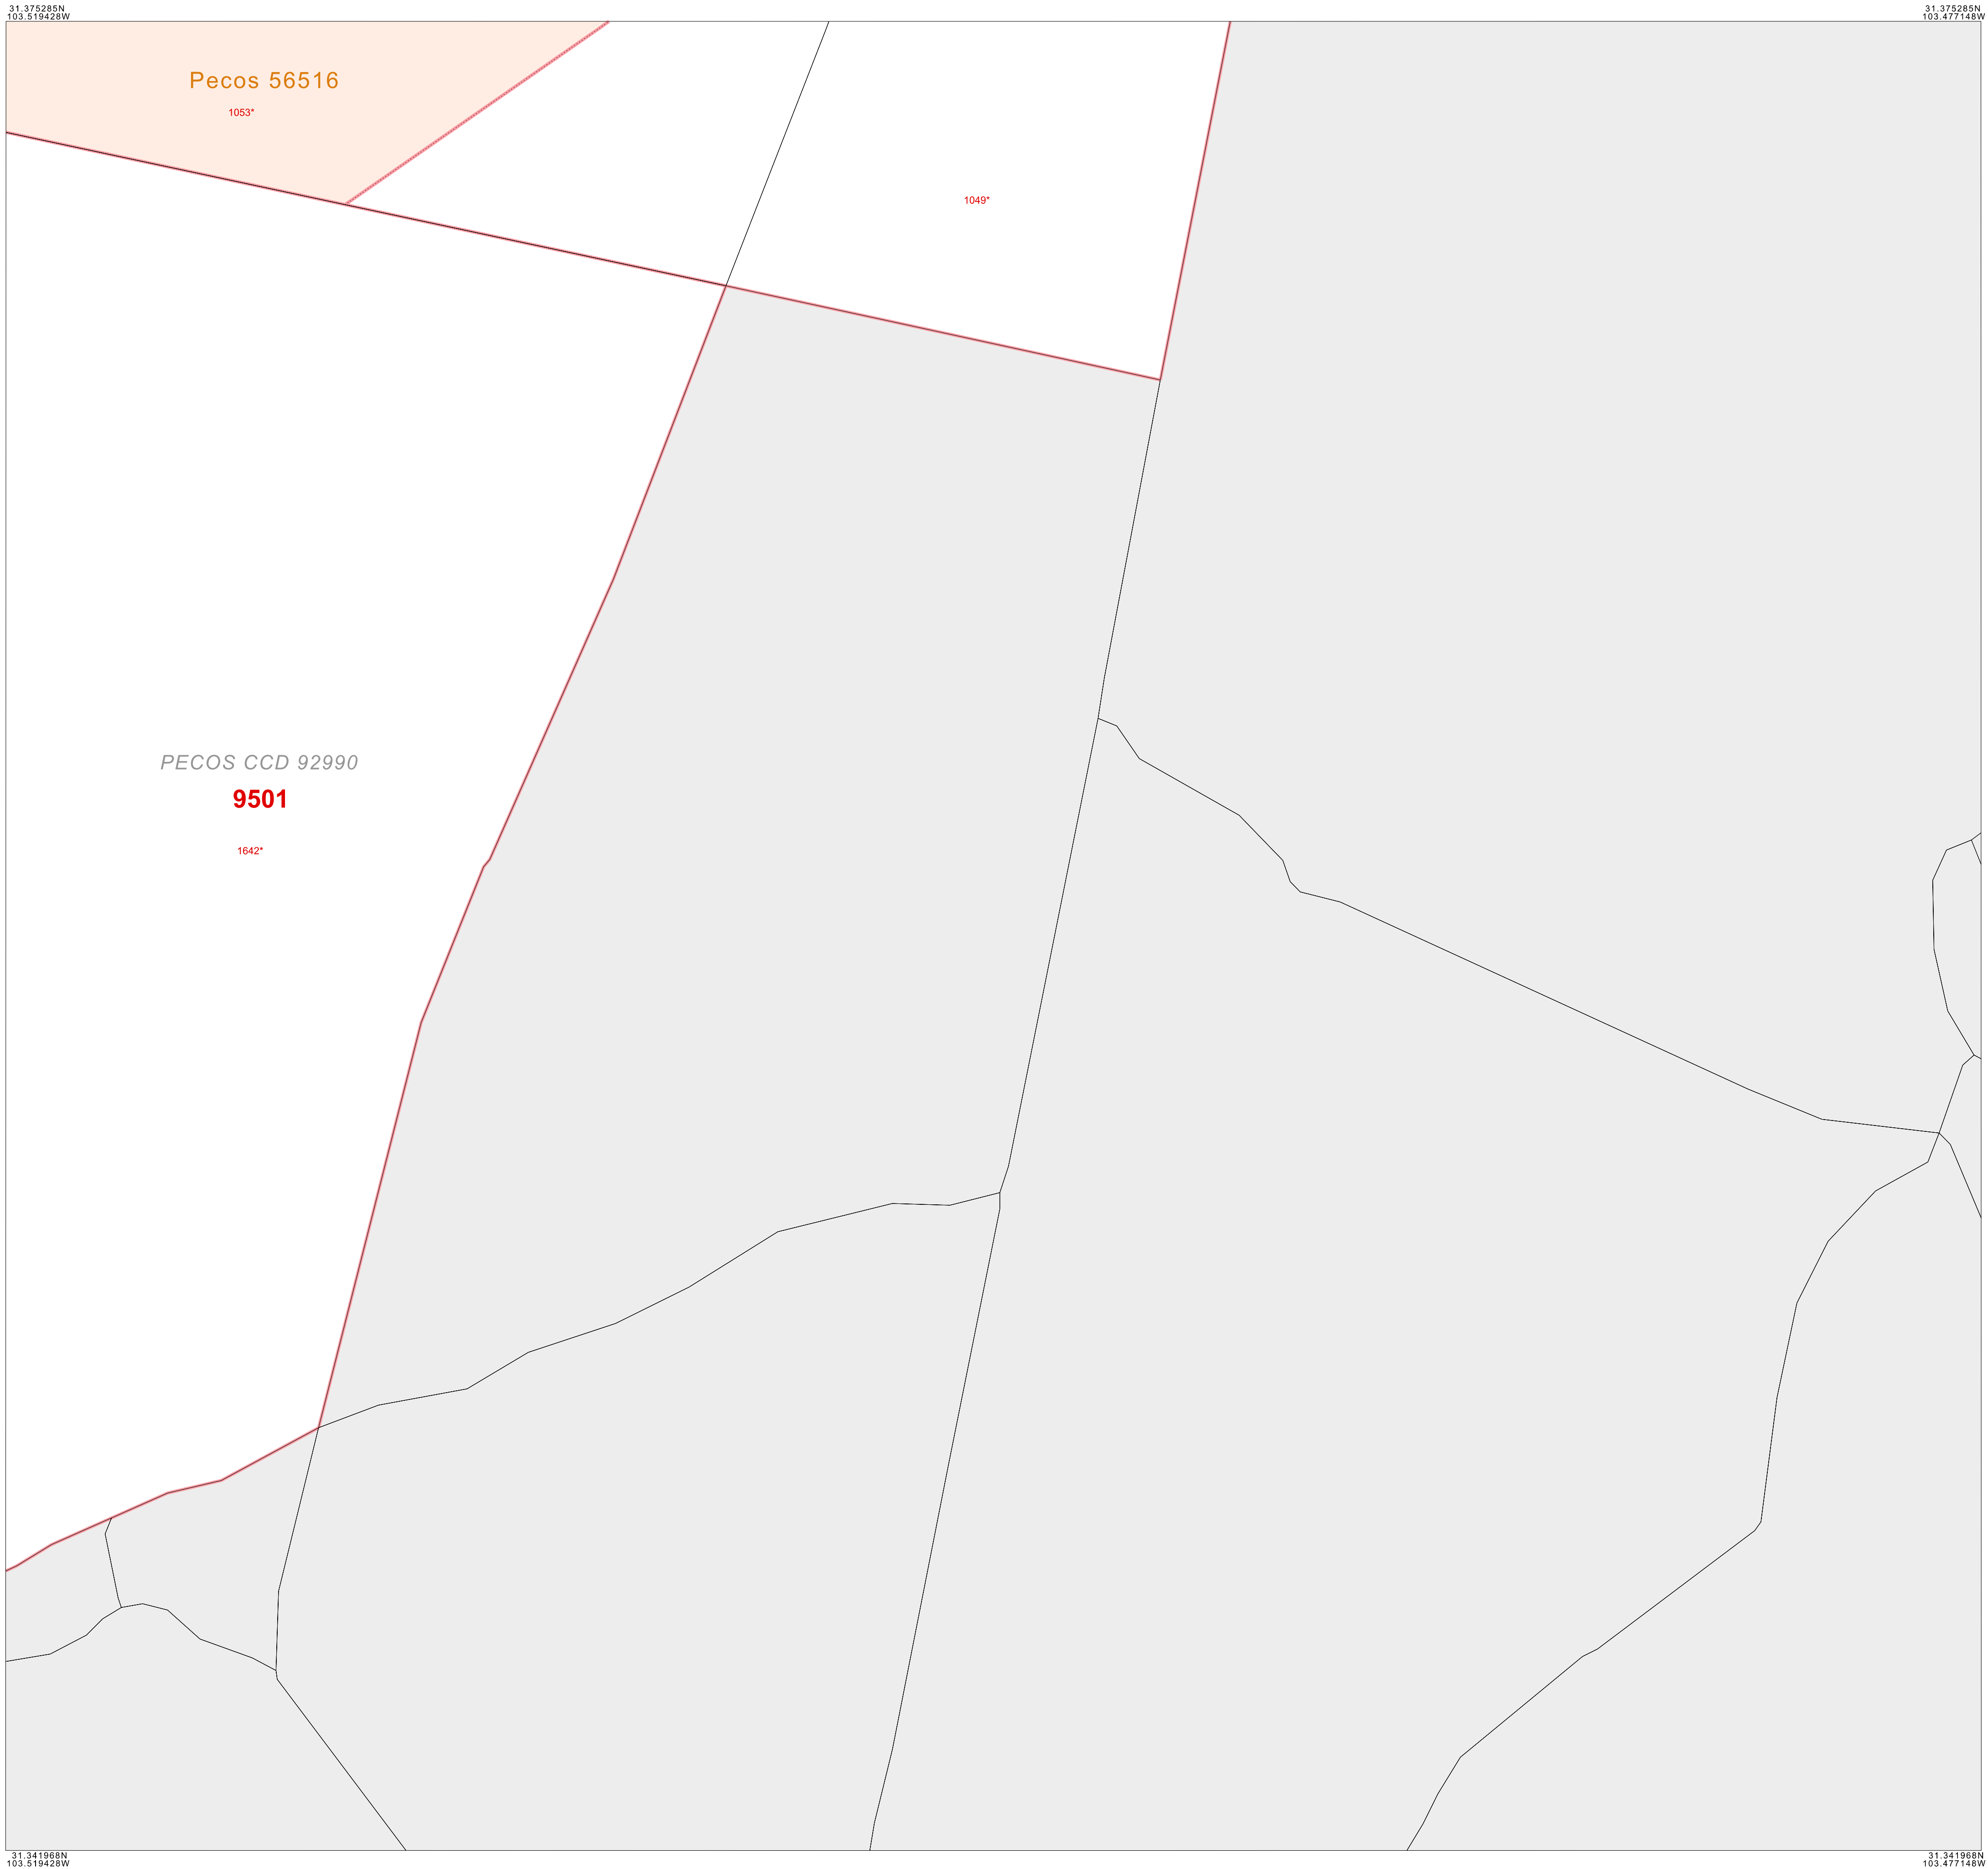 31.375285N
103.519428W
31.375285N
103.477148W
Pecos 56516
1053*
1049*
PECOS CCD 92990
9501
1642*
31.341968N
103.519428W
31.341968N
103.477148W